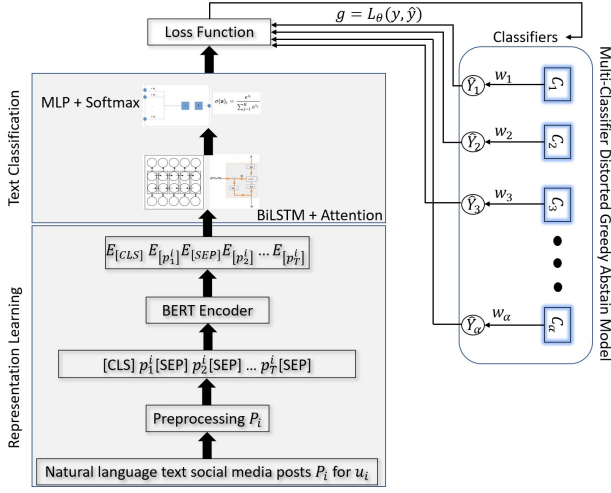 g = L_θ(y, ŷ)
Loss Function
Classifiers
Multi-Classifier Distorted Greedy Abstain Model
Ŷ_1 w_1 C_1
Ŷ_2 w_2 C_2
Ŷ_3 w_3 C_3
Ŷ_α w_α C_α
Text Classification
MLP + Softmax
BiLSTM + Attention
Representation Learning
E_[CLS] E_[p_1^i] E_[SEP] E_[p_2^i] … E_[p_T^i]
BERT Encoder
[CLS] p_1^i [SEP] p_2^i [SEP] … p_T^i [SEP]
Preprocessing P_i
Natural language text social media posts P_i for u_i